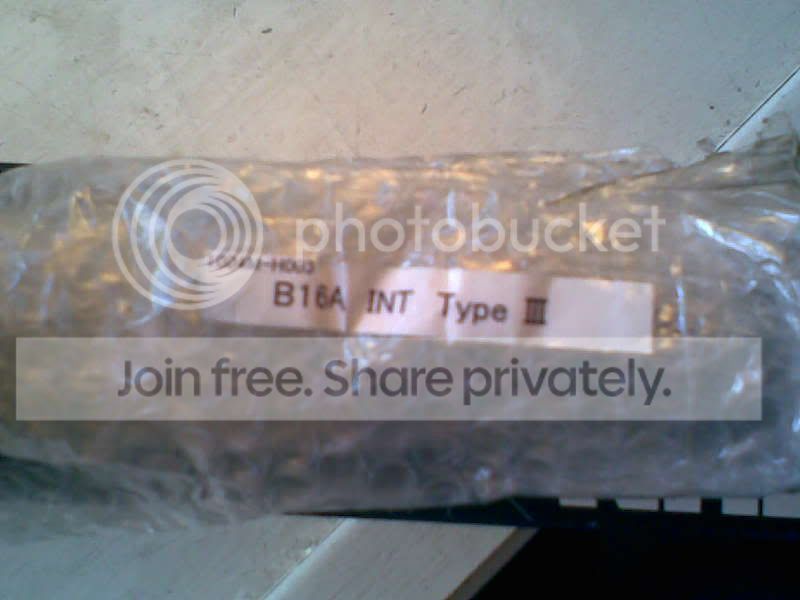 photobucket
B16A INT Type III
Join free. Share privately.